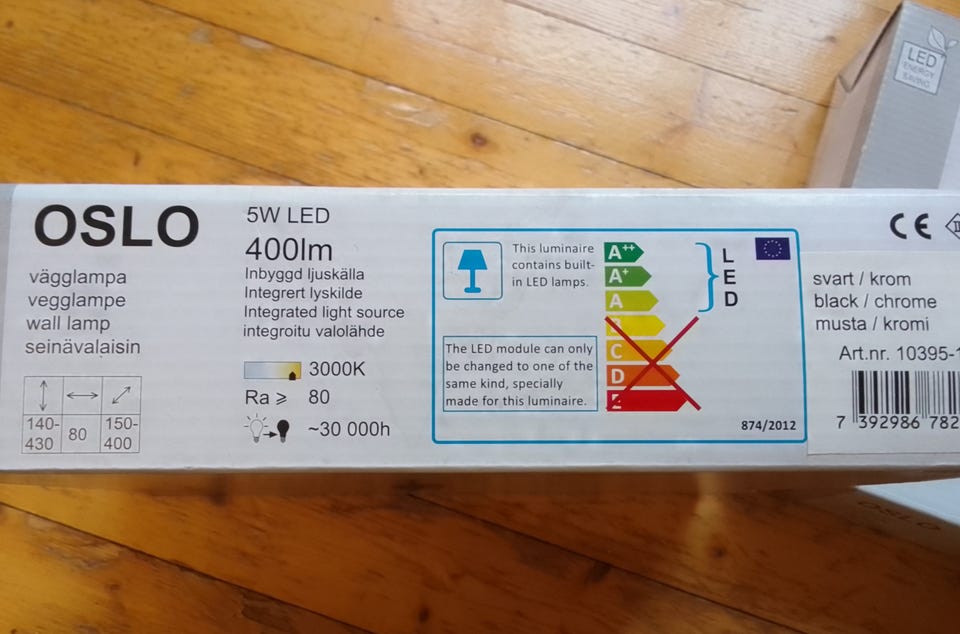 LED
ENERGY
SAVING
OSLO
vägglampa
vegglampe
wall lamp
seinävalaisin
140-
430
80
150-
400
5W LED
400lm
Inbyggd ljuskälla
Integrert lyskilde
Integrated light source
integroitu valolähde
3000K
Ra ⩾ 80
~30 000h
This luminaire
contains built-
in LED lamps.
The LED module can only
be changed to one of the
same kind, specially
made for this luminaire.
A++
A+
A
B
C
D
E
L
E
D
874/2012
CE
svart / krom
black / chrome
musta / kromi
Art.nr. 10395-1
7 392986 782
OSLO